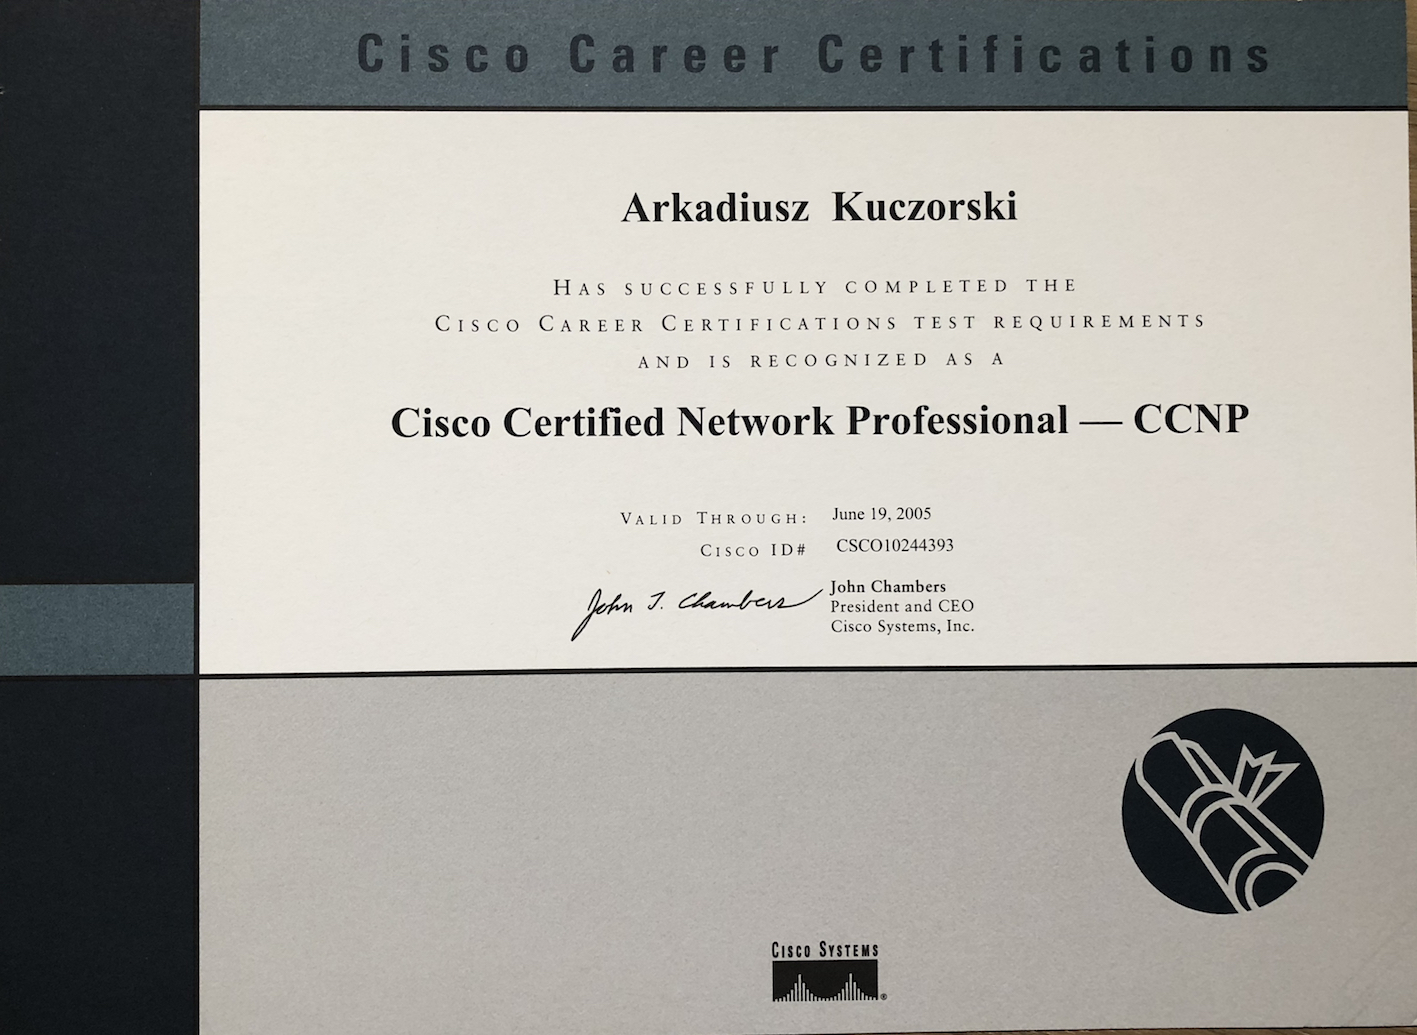 Cisco Career Certifications
Arkadiusz Kuczorski
HAS SUCCESSFULLY COMPLETED THE
CISCO CAREER CERTIFICATIONS TEST REQUIREMENTS
AND IS RECOGNIZED AS A
Cisco Certified Network Professional — CCNP
VALID THROUGH: June 19, 2005
CISCO ID# CSCO10244393
John T. Chambers
John Chambers
President and CEO
Cisco Systems, Inc.
CISCO SYSTEMS
®